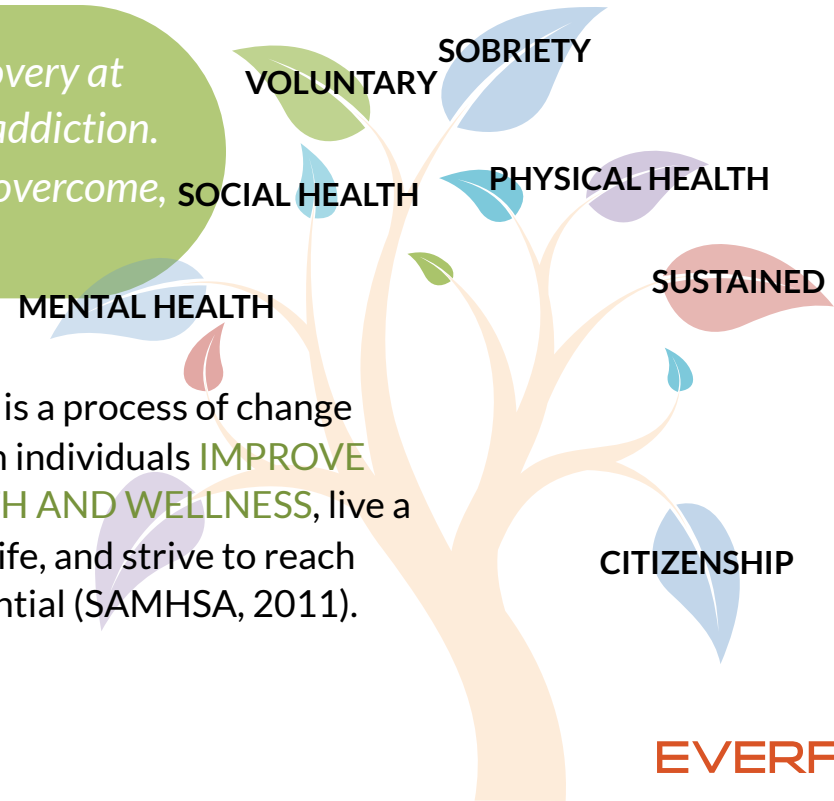 overy at
addiction.
overcome,
SOBRIETY
VOLUNTARY
PHYSICAL HEALTH
SOCIAL HEALTH
SUSTAINED
MENTAL HEALTH
is a process of change
n individuals IMPROVE
H AND WELLNESS, live a
ife, and strive to reach
ntial (SAMHSA, 2011).
CITIZENSHIP
EVERF